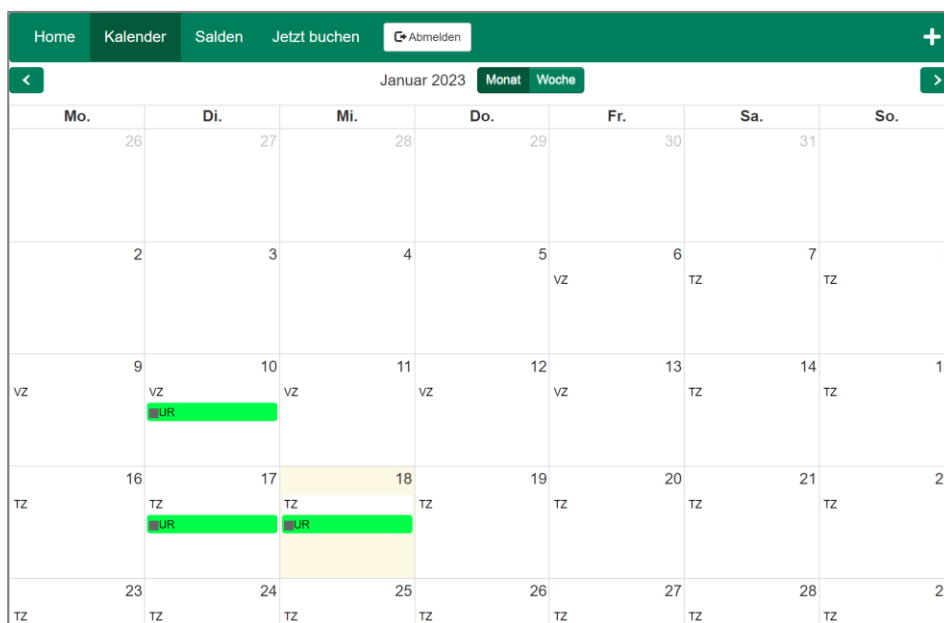 Home Kalender Salden Jetzt buchen Abmelden
Januar 2023 Monat Woche
Mo. Di. Mi. Do. Fr. Sa. So.
26 27 28 29 30 31
2 3 4 5 6 7
VZ TZ TZ
9 10 11 12 13 14 1
VZ VZ VZ VZ VZ TZ TZ
UR
16 17 18 19 20 21 2
TZ TZ TZ TZ TZ TZ TZ
UR UR
23 24 25 26 27 28 2
TZ TZ TZ TZ TZ TZ TZ